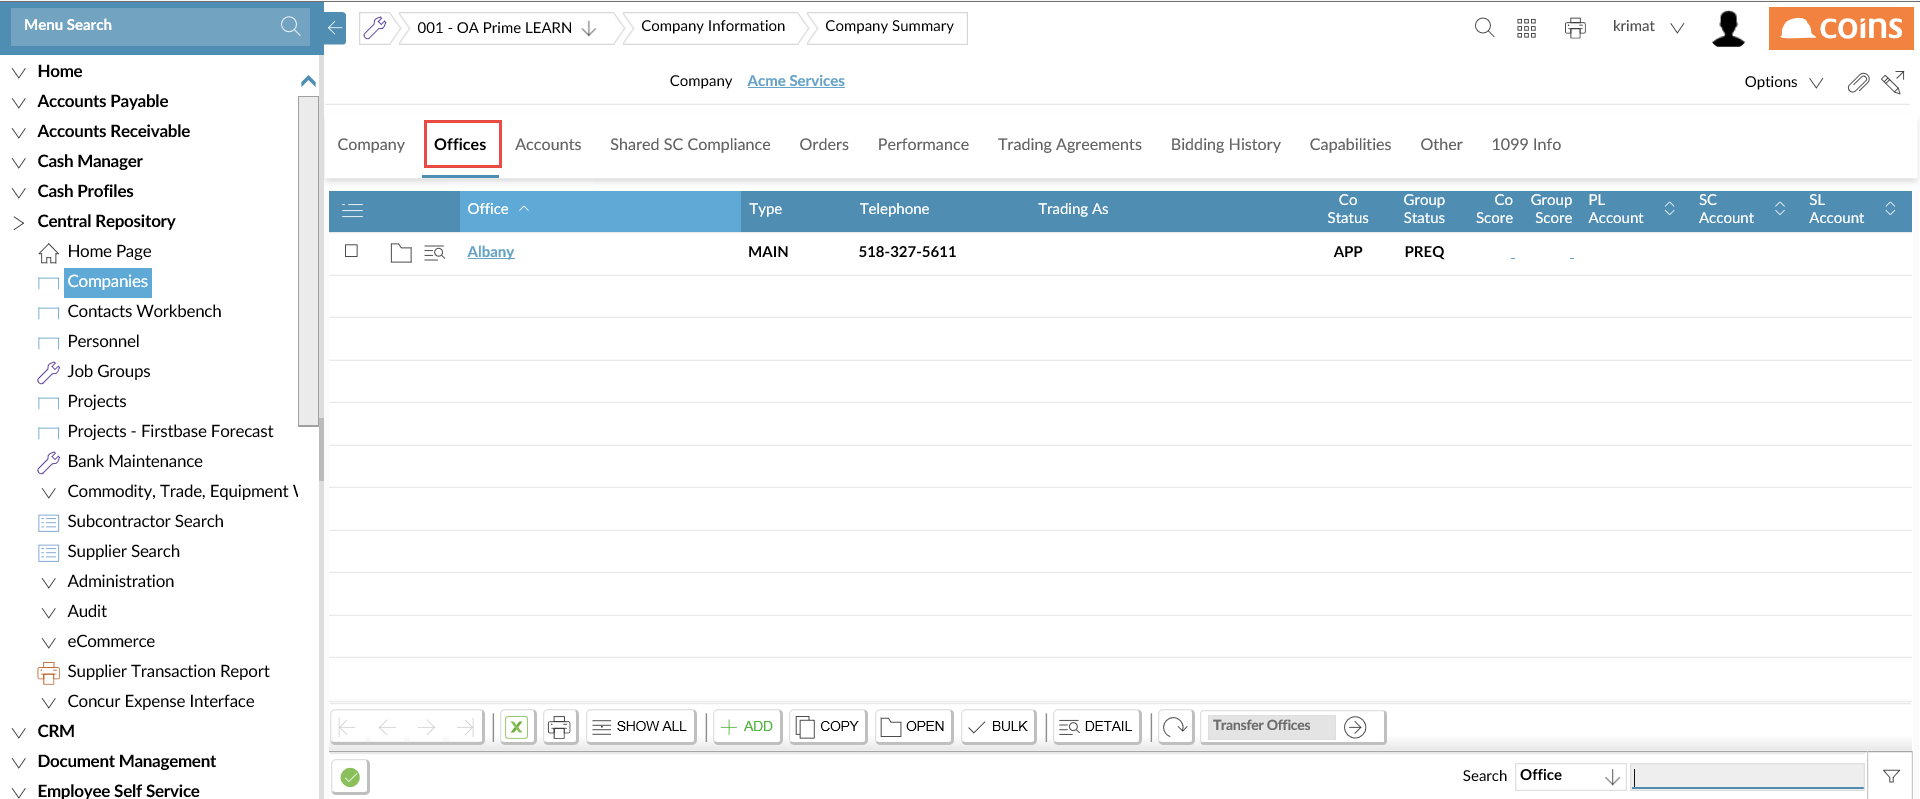 Menu Search
001 - OA Prime LEARN
Company Information
Company Summary
krimat
coins
Company Acme Services
Options
Company Offices Accounts Shared SC Compliance Orders Performance Trading Agreements Bidding History Capabilities Other 1099 Info
Office Type Telephone Trading As Co Status Group Status Co Score Group Score PL Account SC Account SL Account
Albany MAIN 518-327-5611 APP PREQ - -
Home
Accounts Payable
Accounts Receivable
Cash Manager
Cash Profiles
Central Repository
Home Page
Companies
Contacts Workbench
Personnel
Job Groups
Projects
Projects - Firstbase Forecast
Bank Maintenance
Commodity, Trade, Equipment
Subcontractor Search
Supplier Search
Administration
Audit
eCommerce
Supplier Transaction Report
Concur Expense Interface
CRM
Document Management
Employee Self Service
SHOW ALL ADD COPY OPEN BULK DETAIL Transfer Offices
Search Office